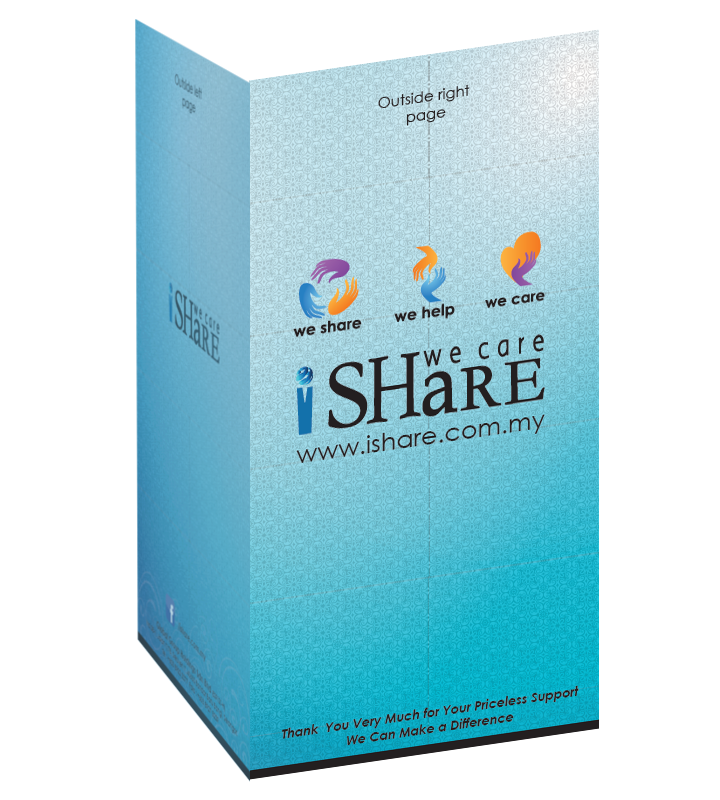 Outside left
page
we care
iSHaRE
Outside right
page
we share
we help
we care
we care
iSHaRE
www.ishare.com.my
Thank You Very Much for Your Priceless Support
We Can Make a Difference